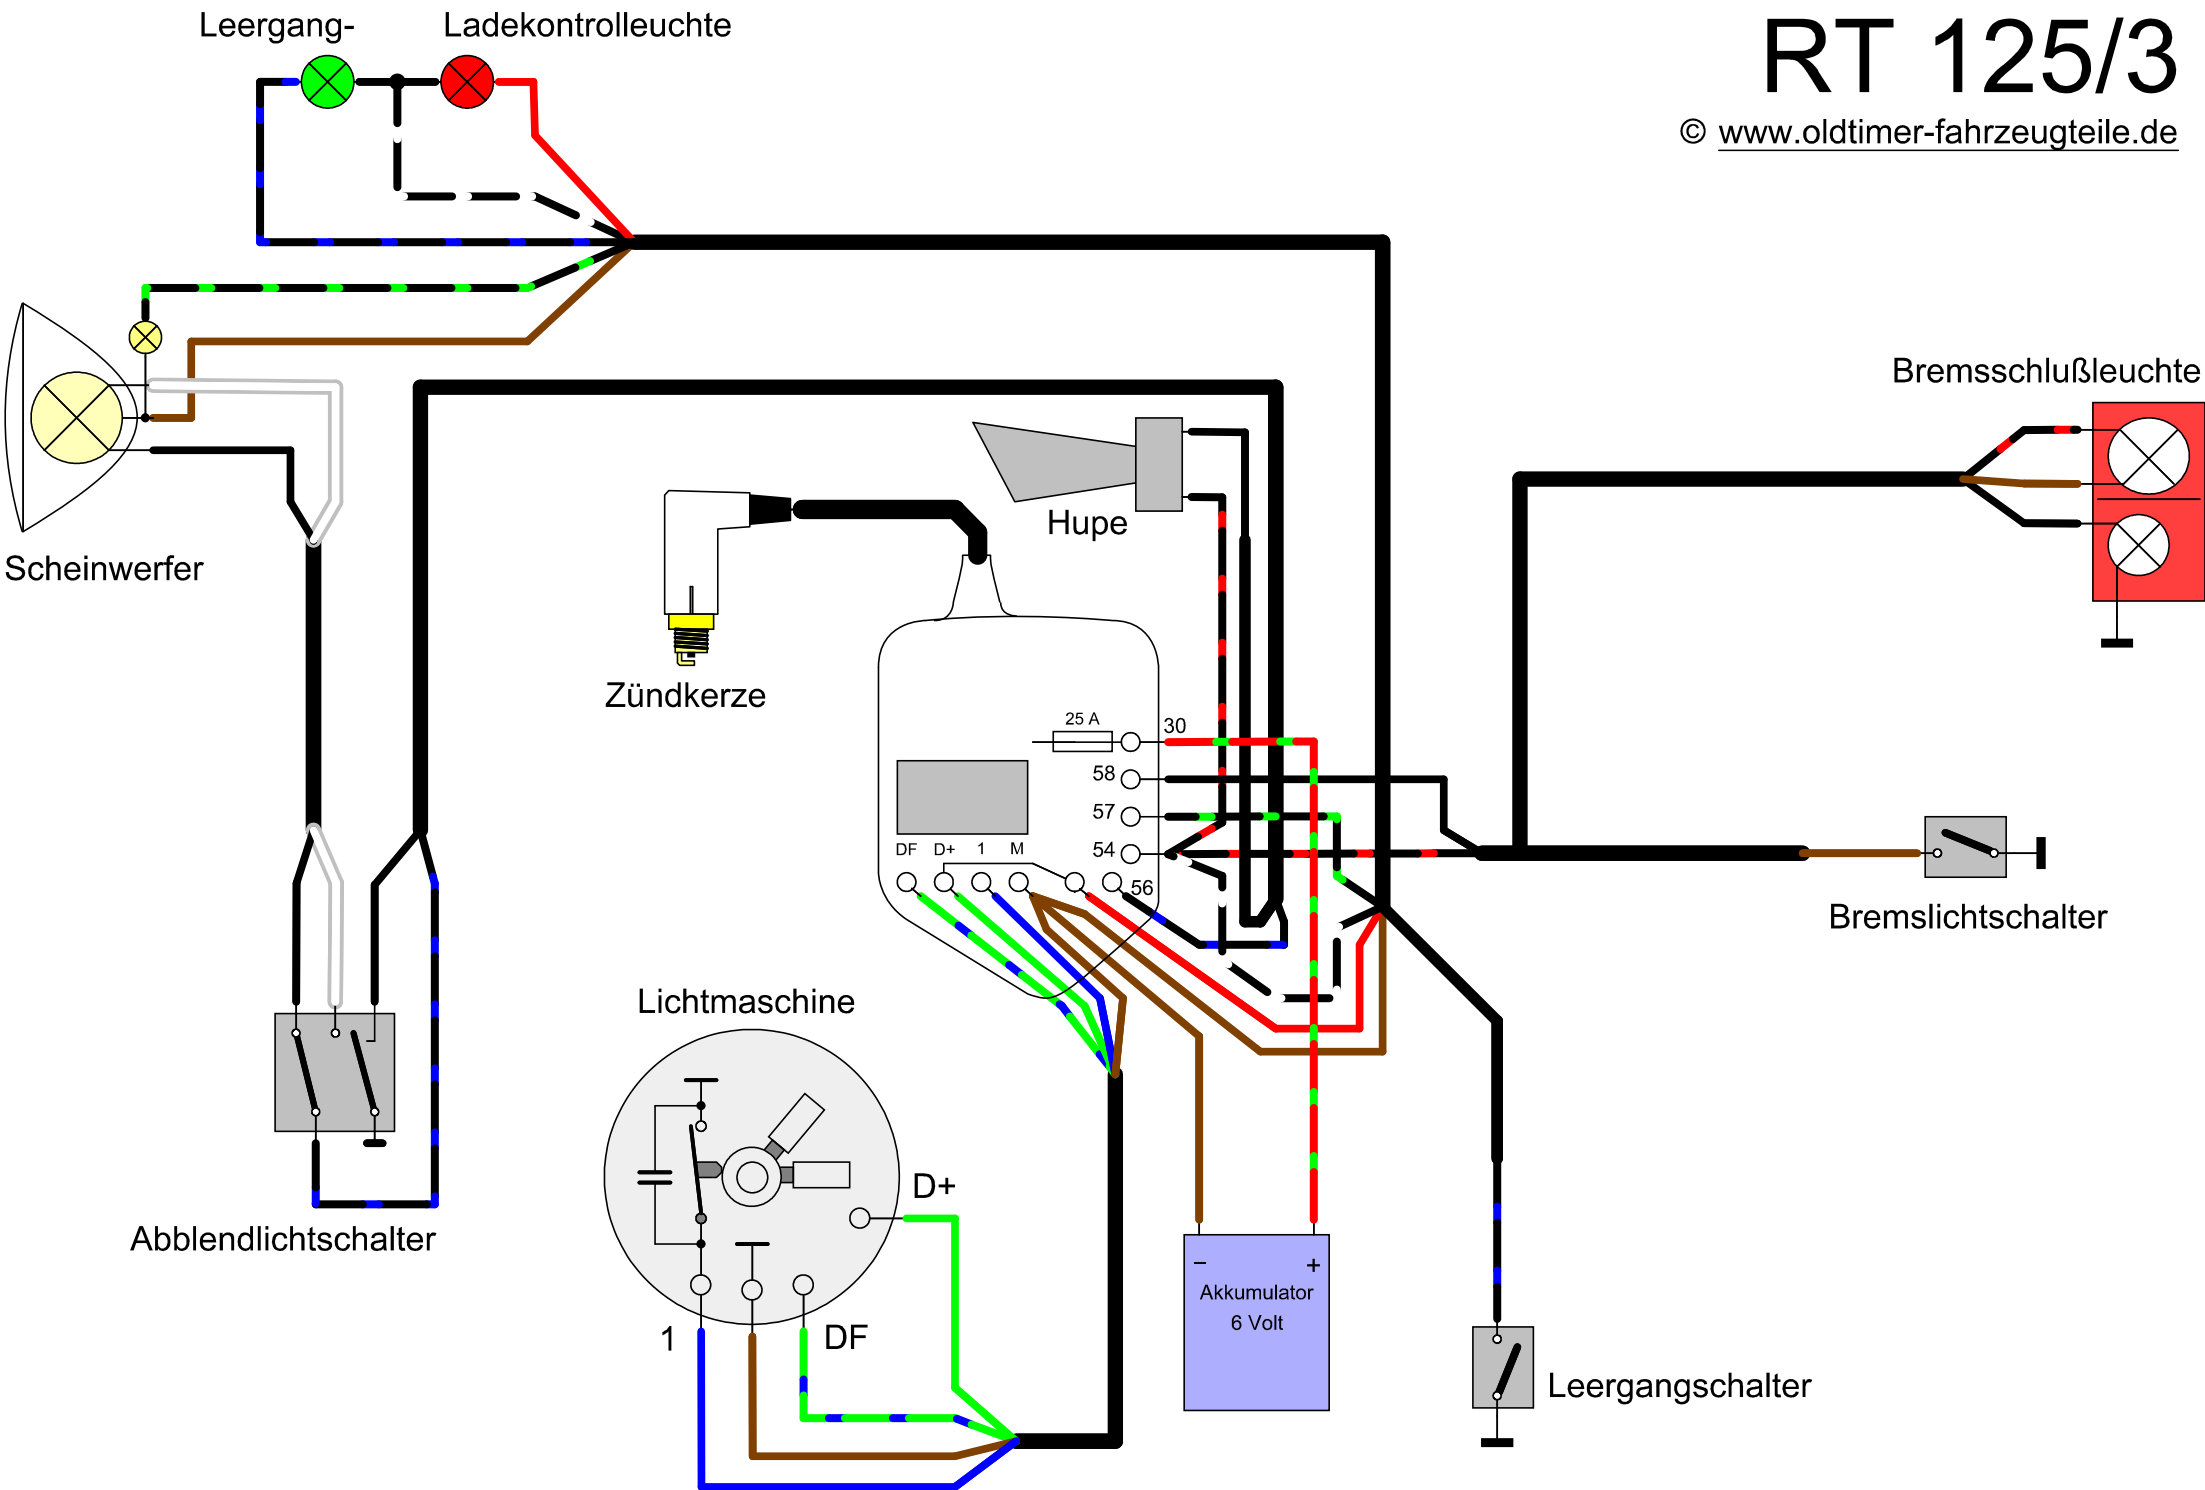 Leergang-
Ladekontrolleuchte
RT 125/3
© www.oldtimer-fahrzeugteile.de
Bremsschlußleuchte
Hupe
Scheinwerfer
Zündkerze
25 A
30
58
57
54
DF D+ 1 M
56
Bremslichtschalter
Lichtmaschine
D+
Abblendlichtschalter
− +
Akkumulator
6 Volt
1
DF
Leergangschalter